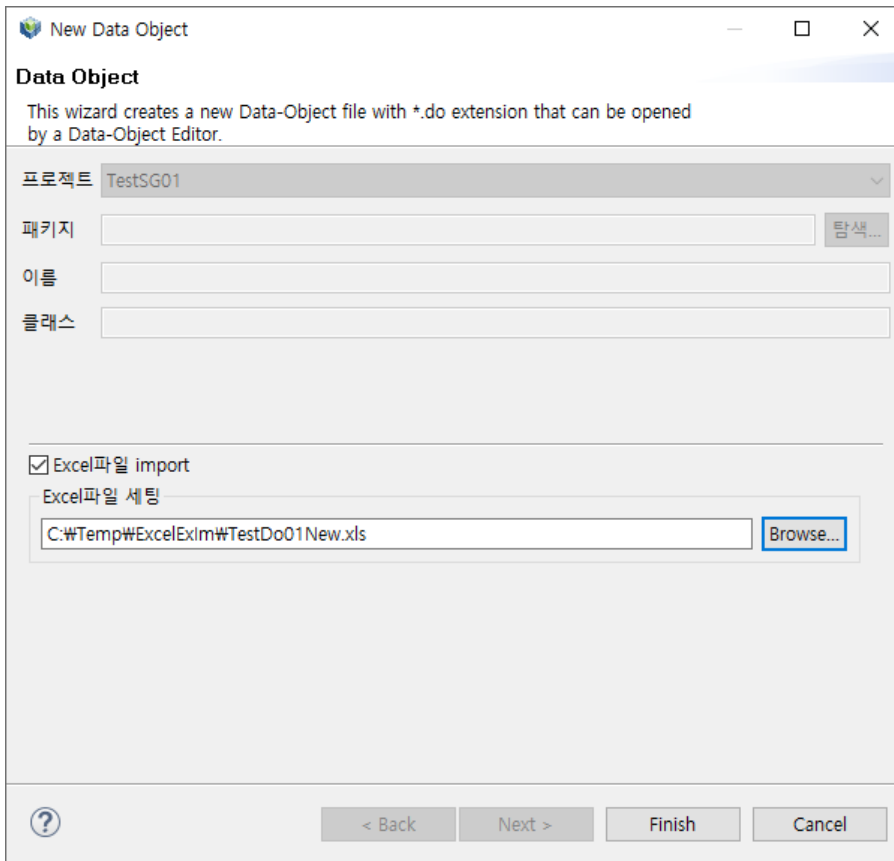 New Data Object
Data Object
This wizard creates a new Data-Object file with *.do extension that can be opened
by a Data-Object Editor.
프로젝트 TestSG01
패키지 탐색...
이름
클래스
Excel파일 import
Excel파일 세팅
C:₩Temp₩ExcelExIm₩TestDo01New.xls Browse...
? < Back Next > Finish Cancel